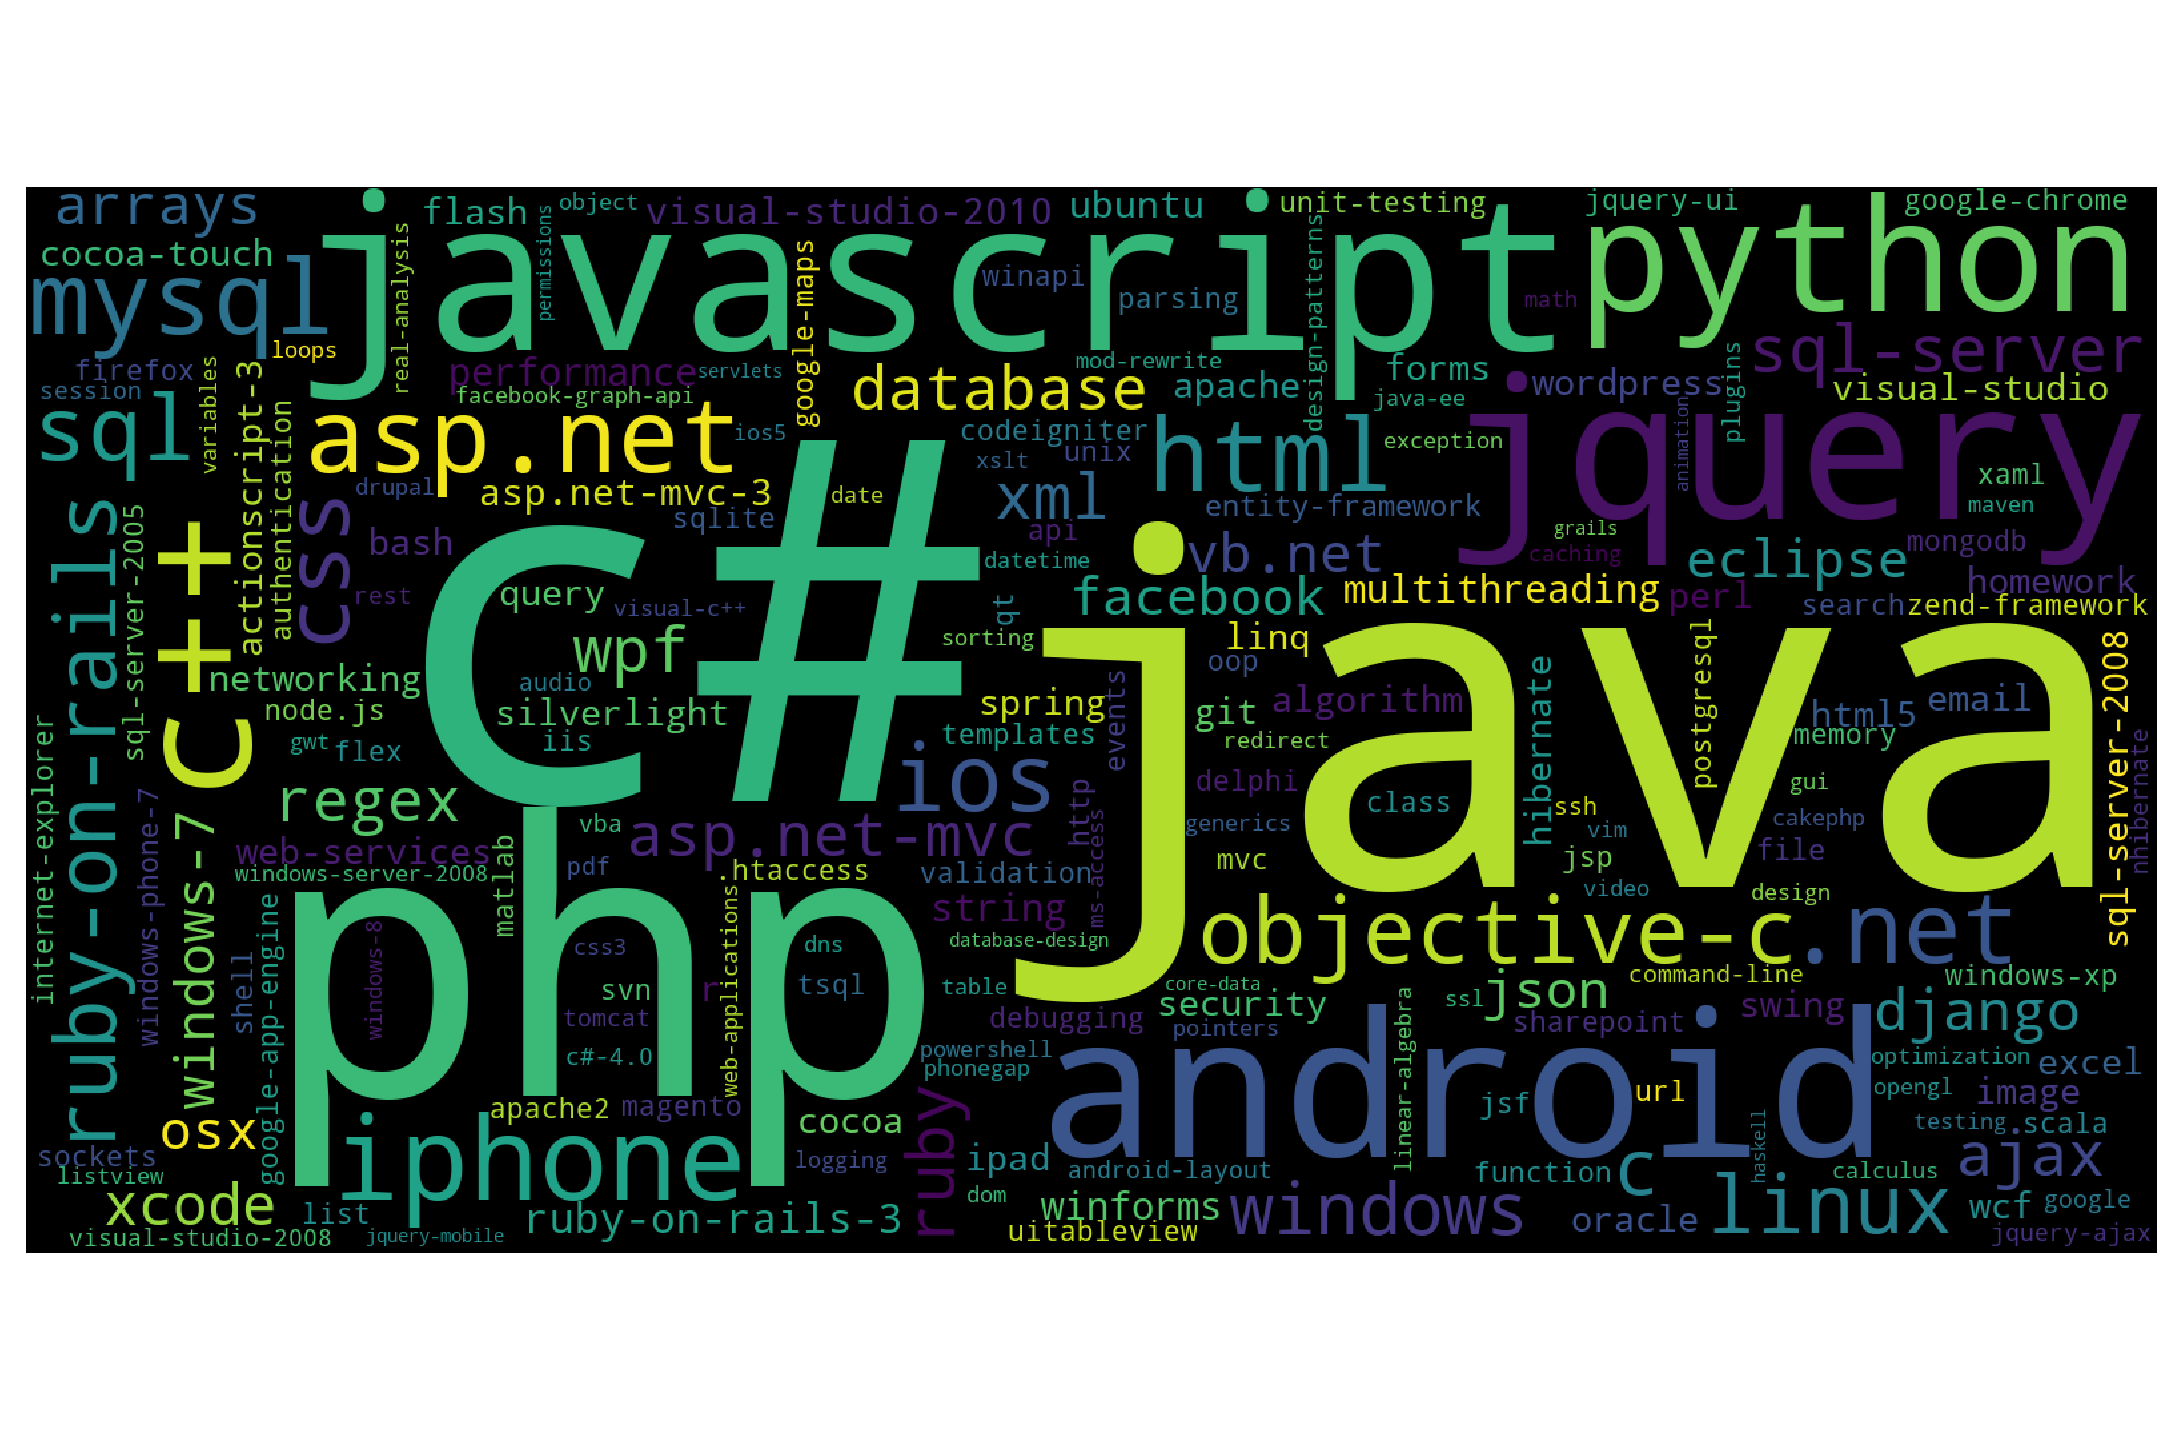 arrays
javascript
flash
object
visual-studio-2010
ubuntu
unit-testing
jquery-ui
python
google-chrome
cocoa-touch
mysql
real-analysis
permissions
google-maps
winapi
parsing
design-patterns
math
sql-server
loops
firefox
session
variables
actionscript-3
performance
servlets
facebook-graph-api
database
mod-rewrite
apache
forms
java-ee
wordpress
plugins
visual-studio
sql
authentication
asp.net
ios5
codeigniter
xslt
unix
html
exception
jquery
animation
xaml
maven
drupal
asp.net-mvc-3
date
xml
entity-framework
ruby-on-rails
sql-server-2005
c++
css
bash
sqlite
c#
api
datetime
vb.net
grails
caching
eclipse
mongodb
homework
rest
query
visual-c++
qt
facebook
multithreading
perl
search
zend-framework
wpf
sorting
linq
java
postgresql
sql-server-2008
networking
node.js
audio
silverlight
spring
oop
events
git
algorithm
hibernate
html5
email
gwt
flex
iis
templates
redirect
memory
nhibernate
internet-explorer
windows-phone-7
windows-7
regex
ios
http
delphi
class
ssh
gui
vba
asp.net-mvc
ms-access
generics
vim
cakephp
web-services
windows-server-2008
matlab
pdf
.htaccess
validation
mvc
jsp
file
video
design
php
web-applications
string
objective-c
.net
google-app-engine
shell
windows-8
css3
dns
database-design
svn
r
tsql
table
core-data
security
ssl
json
command-line
windows-xp
tomcat
debugging
pointers
linear-algebra
sharepoint
swing
django
c#-4.0
powershell
phonegap
android
optimization
excel
opengl
osx
apache2
magento
cocoa
ruby
jsf
url
image
testing
.scala
haskell
sockets
listview
iphone
logging
ipad
android-layout
function
c
calculus
ajax
xcode
list
ruby-on-rails-3
dom
winforms
windows
oracle
linux
wcf
google
visual-studio-2008
jquery-mobile
uitableview
jquery-ajax